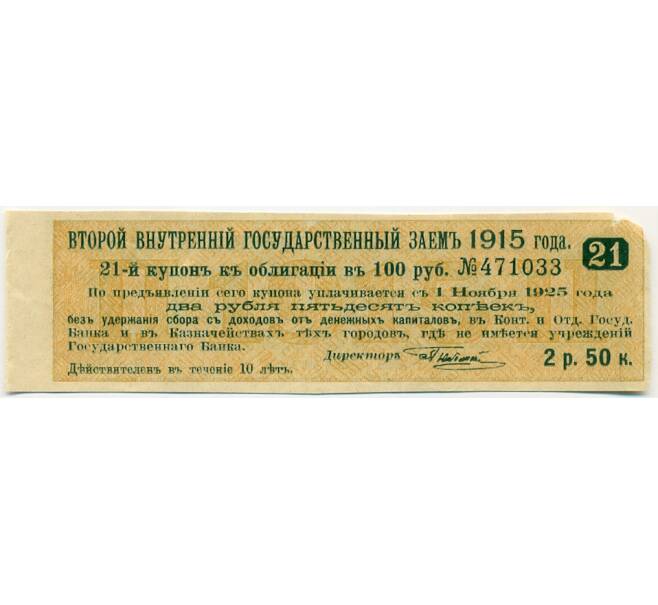 ВТОРОЙ ВНУТРЕННІЙ ГОСУДАРСТВЕННЫЙ ЗАЕМЪ 1915 года.
21
21-й купонъ къ облигаціи въ 100 руб. №471033
По предъявленіи сего купона уплачивается съ 1 Ноября 1925 года
два рубля пятьдесят копѣекъ,
безъ удержанія сбора съ доходовъ отъ денежныхъ капиталовъ, въ Конт. и Отд. Госуд.
Банка и въ Казначействахъ тѣхъ городовъ, гдѣ не имѣется учрежденій
Государственнаго Банка.
Директоръ
2 р. 50 к.
Дѣйствителенъ въ теченіе 10 лѣтъ.